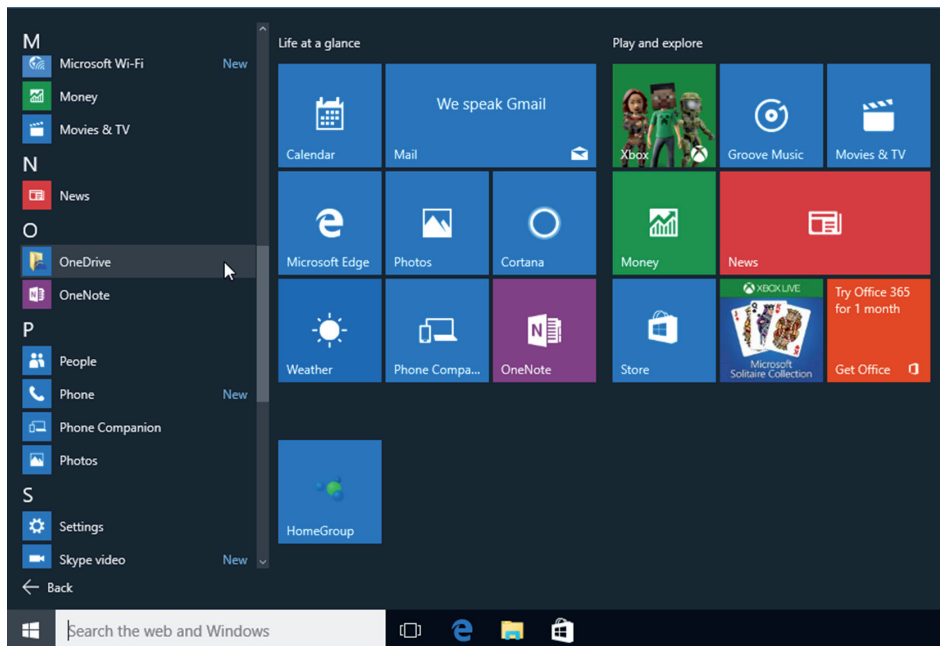 M
Microsoft Wi-Fi New
Money
Movies & TV
N
News
O
OneDrive
OneNote
P
People
Phone New
Phone Companion
Photos
S
Settings
Skype video New
Back
Life at a glance
Calendar
We speak Gmail
Mail
Microsoft Edge
Photos
Cortana
Weather
Phone Compa...
N
OneNote
HomeGroup
Play and explore
Xbox
Groove Music
Movies & TV
Money
News
Store
XBOX LIVE
Microsoft
Solitaire Collection
Try Office 365
for 1 month
Get Office
Search the web and Windows